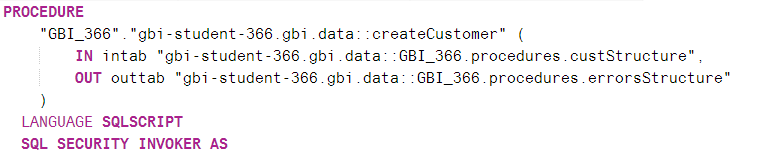 PROCEDURE
"GBI_366"."gbi-student-366.gbi.data::createCustomer" (
IN intab "gbi-student-366.gbi.data::GBI_366.procedures.custStructure",
OUT outtab "gbi-student-366.gbi.data::GBI_366.procedures.errorsStructure"
)
LANGUAGE SQLSCRIPT
SQL SECURITY INVOKER AS